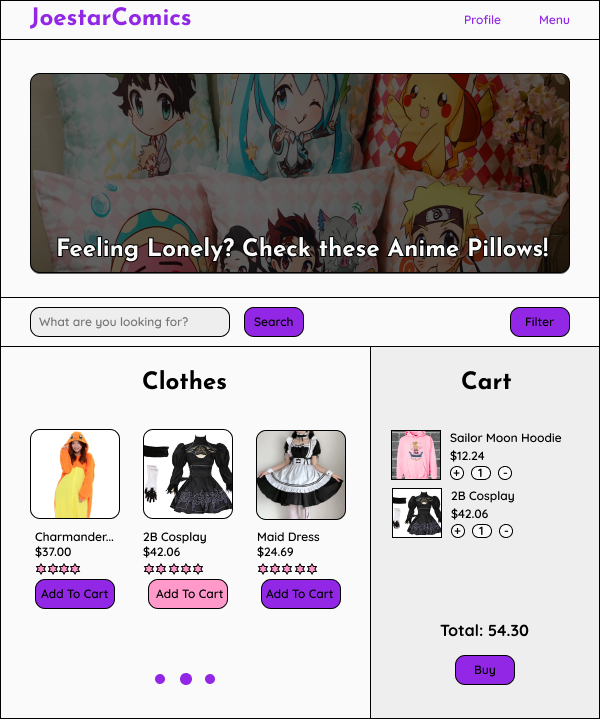 JoestarComics
Profile
Menu
Feeling Lonely? Check these Anime Pillows!
What are you looking for?
Search
Filter
Clothes
Charmander...
$37.00
Add To Cart
2B Cosplay
$42.06
Add To Cart
Maid Dress
$24.69
Add To Cart
Cart
Sailor Moon Hoodie
$12.24
+ 1 -
2B Cosplay
$42.06
+ 1 -
Total: 54.30
Buy